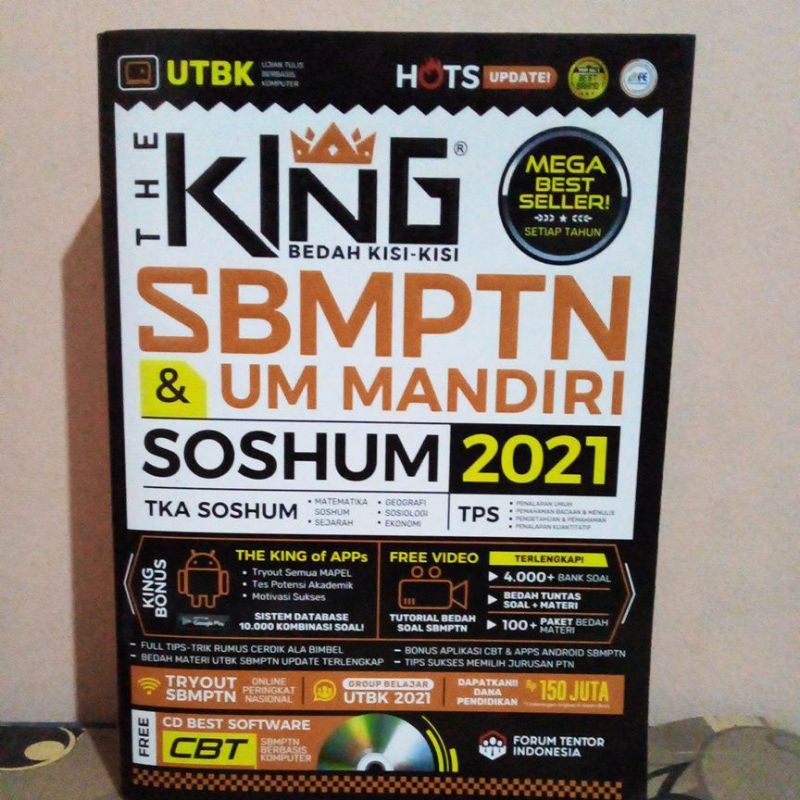 UTBK
UJIAN TULIS
BERBASIS
KOMPUTER
HOTS UPDATE!
BEST
BRAND
THE
KING®
BEDAH KISI-KISI
MEGA
BEST
SELLER!
SETIAP TAHUN
SBMPTN
& UM MANDIRI
SOSHUM 2021
TKA SOSHUM
• MATEMATIKA
SOSHUM
• SEJARAH
• GEOGRAFI
• SOSIOLOGI
• EKONOMI
TPS
• PENALARAN UMUM
• PEMAHAMAN BACAAN & MENULIS
• PENGETAHUAN & PEMAHAMAN
• PENALARAN KUANTITATIF
KING
BONUS
THE KING of APPs
• Tryout Semua MAPEL
• Tes Potensi Akademik
• Motivasi Sukses
Google Play
SISTEM DATABASE
10.000 KOMBINASI SOAL!
FREE VIDEO
TUTORIAL BEDAH
SOAL SBMPTN
TERLENGKAP!
4.000+ BANK SOAL
BEDAH TUNTAS
SOAL + MATERI
100+ PAKET BEDAH
MATERI
- FULL TIPS-TRIK RUMUS CERDIK ALA BIMBEL
- BEDAH MATERI UTBK SBMPTN UPDATE TERLENGKAP
- BONUS APLIKASI CBT & APPS ANDROID SBMPTN
- TIPS SUKSES MEMILIH JURUSAN PTN
TRYOUT
SBMPTN
ONLINE
PERINGKAT
NASIONAL
GROUP BELAJAR
UTBK 2021
DAPATKAN!!
DANA
PENDIDIKAN
Rp 150 JUTA
FREE
CD BEST SOFTWARE
CBT
SBMPTN
BERBASIS
KOMPUTER
FORUM TENTOR
INDONESIA